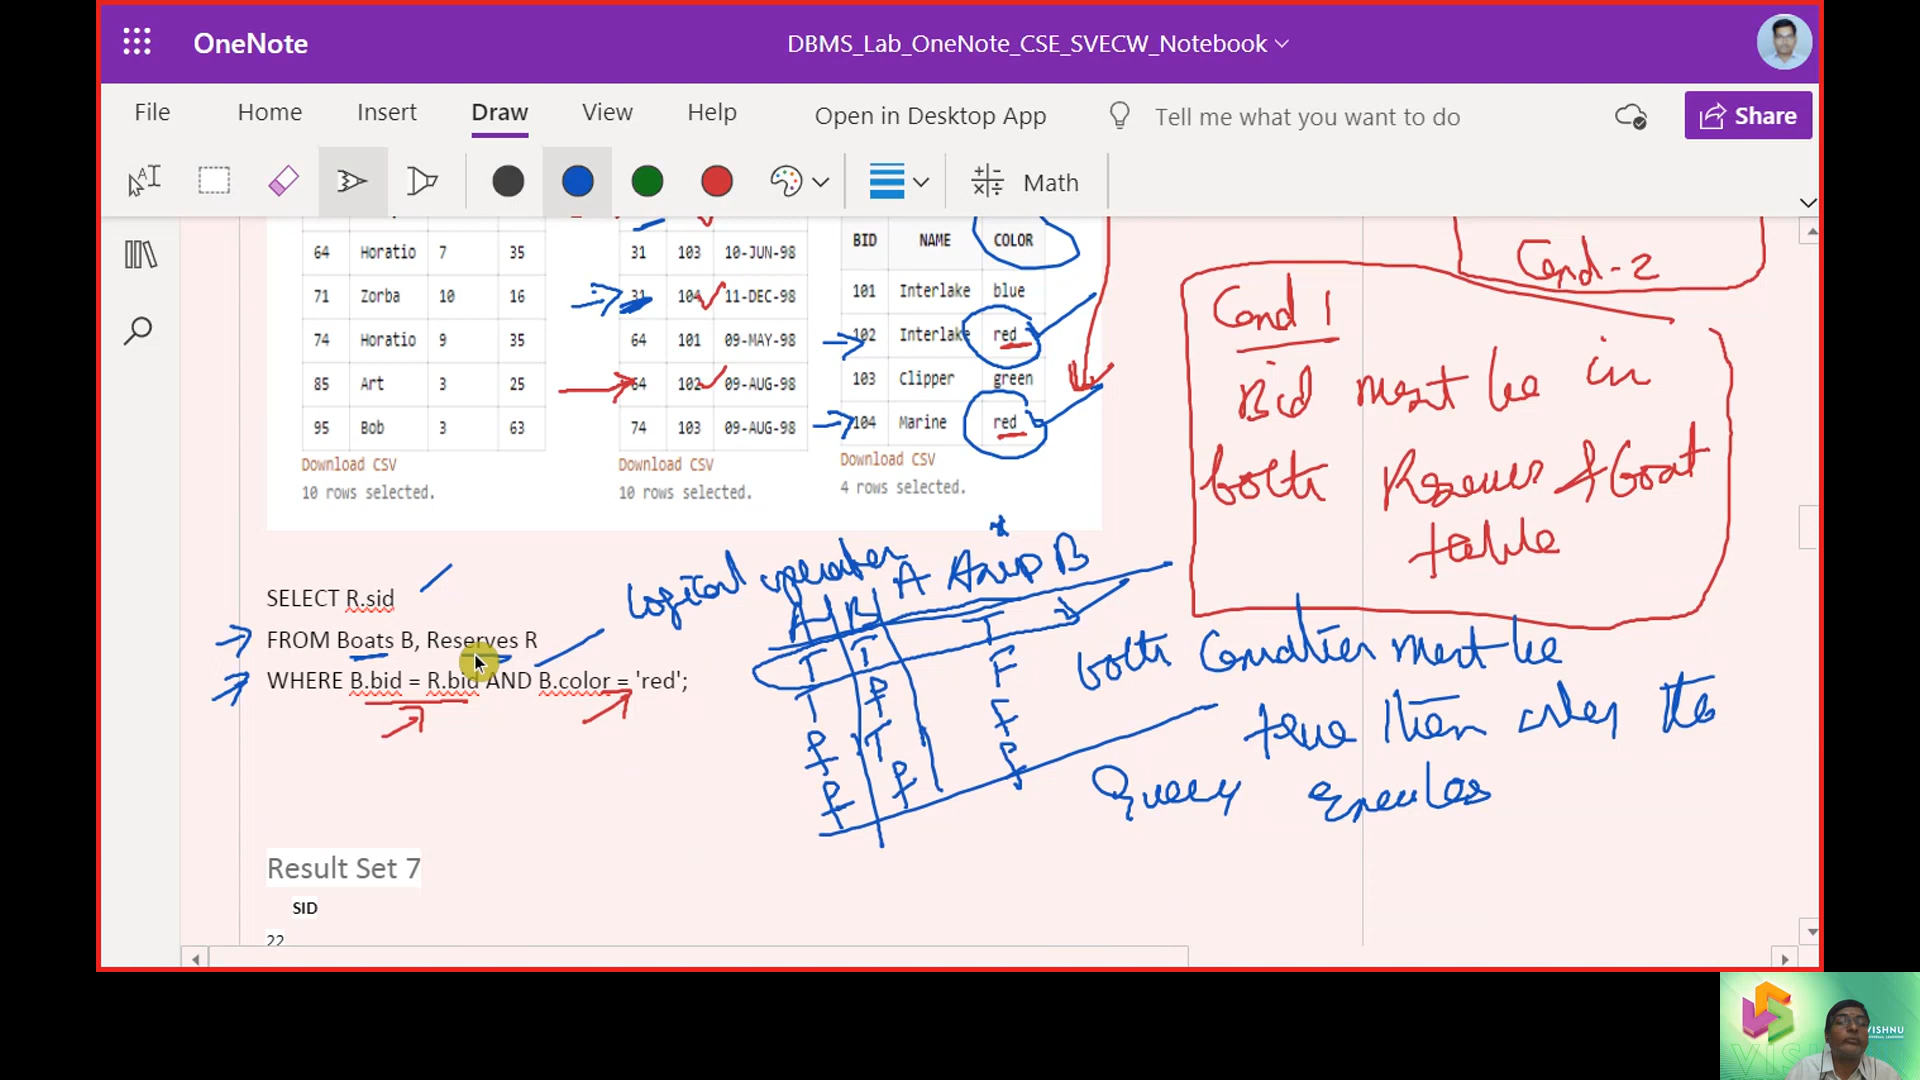 OneNote
DBMS_Lab_OneNote_CSE_SVECW_Notebook
File Home Insert Draw View Help Open in Desktop App Tell me what you want to do Share
Math
BID NAME COLOR
64 Horatio 7 35
31 103 10-JUN-98
101 Interlake blue
71 Zorba 10 16
31 104 11-DEC-98
102 Interlake red
74 Horatio 9 35
64 101 09-MAY-98
103 Clipper green
85 Art 3 25
64 102 09-AUG-98
104 Marine red
95 Bob 3 63
74 103 09-AUG-98
Download CSV
10 rows selected.
Download CSV
10 rows selected.
Download CSV
4 rows selected.
Cond-2
Cond 1
Bid must be in
both Reserves & Boat
table
SELECT R.sid
FROM Boats B, Reserves R
WHERE B.bid = R.bid AND B.color = 'red';
Logical operator
A AND B
A B
T T T
T F F
F T F
F F F
both Condition must be
true then only the
Query executes
Result Set 7
SID
22
VISHNU